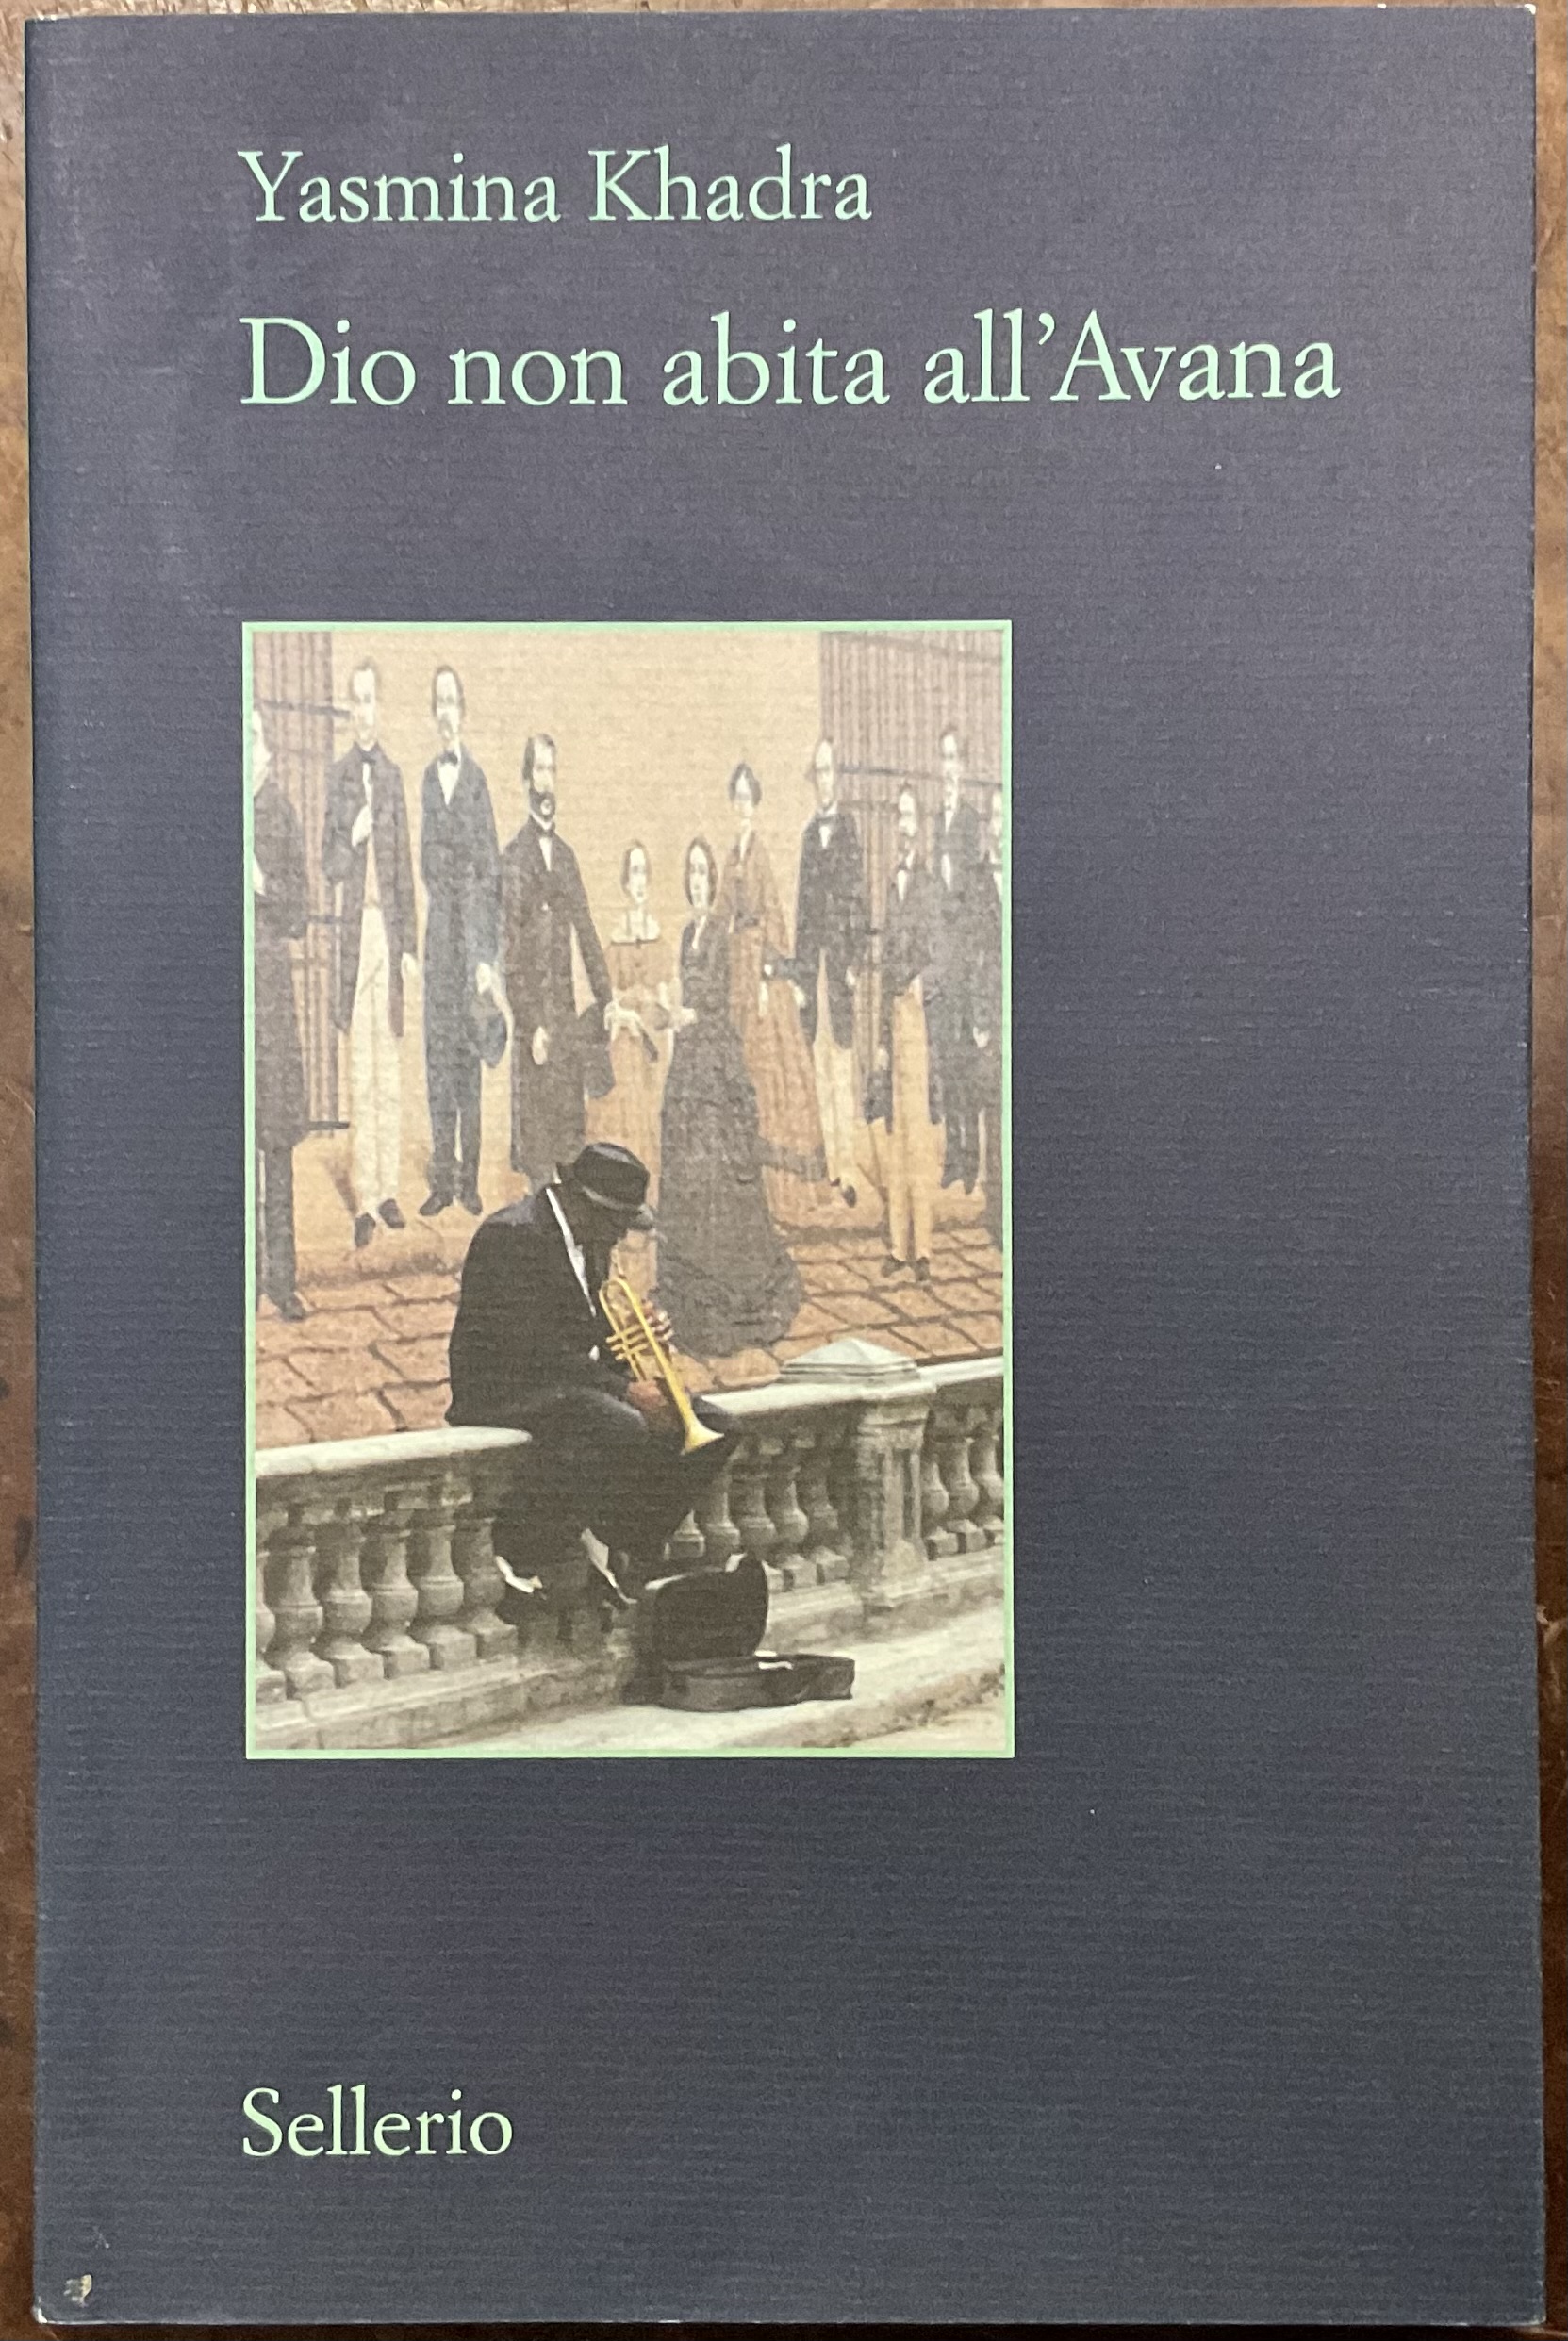 Yasmina Khadra
Dio non abita all’Avana
Sellerio